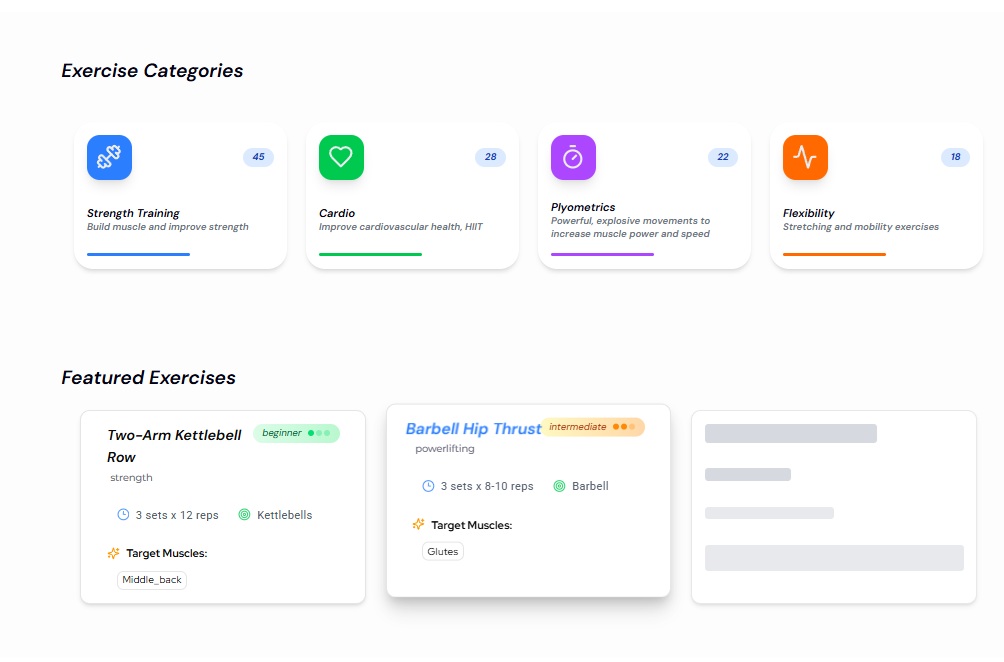 Exercise Categories
45
28
22
18
Strength Training
Build muscle and improve strength
Cardio
Improve cardiovascular health, HIIT
Plyometrics
Powerful, explosive movements to
increase muscle power and speed
Flexibility
Stretching and mobility exercises
Featured Exercises
Two-Arm Kettlebell
Row
beginner
strength
3 sets x 12 reps
Kettlebells
Target Muscles:
Middle_back
Barbell Hip Thrust
intermediate
powerlifting
3 sets x 8-10 reps
Barbell
Target Muscles:
Glutes